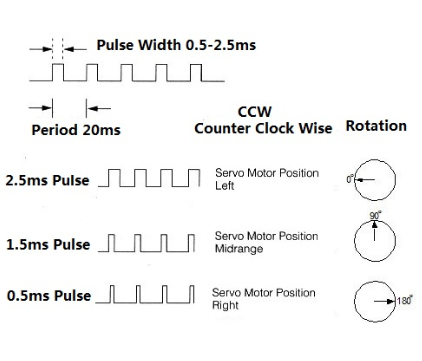 Pulse Width 0.5-2.5ms
Period 20ms
CCW
Counter Clock Wise
Rotation
2.5ms Pulse
Servo Motor Position
Left
0°
1.5ms Pulse
Servo Motor Position
Midrange
90°
0.5ms Pulse
Servo Motor Position
Right
180°